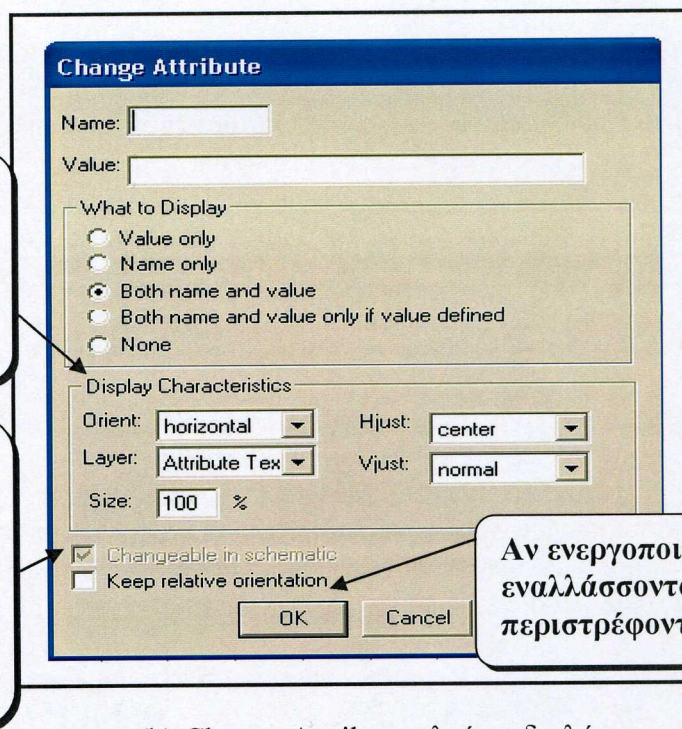 Change Attribute
Name:
Value:
What to Display
Value only
Name only
Both name and value
Both name and value only if value defined
None
Display Characteristics
Orient: horizontal Hjust: center
Layer: Attribute Tex Vjust: normal
Size: 100 %
Changeable in schematic
Keep relative orientation
OK Cancel
Αν ενεργοποι
εναλλάσσοντα
περιστρέφοντ